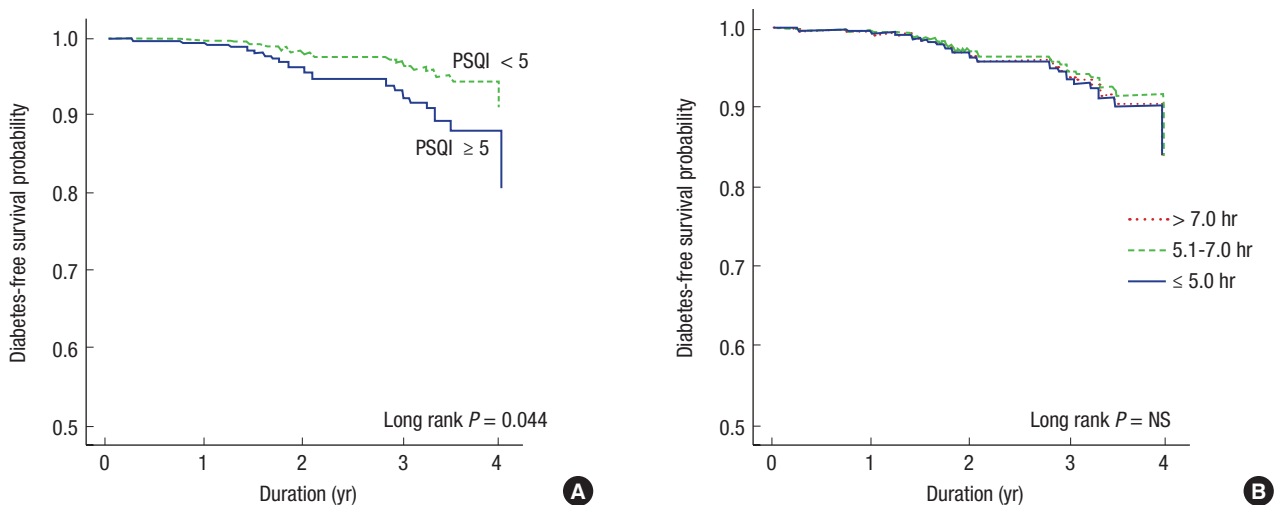 Diabetes-free survival probability
1.0
0.9
0.8
0.7
0.6
0.5
PSQI < 5
PSQI ≥ 5
Long rank P = 0.044
0 1 2 3 4
Duration (yr)
A
Diabetes-free survival probability
1.0
0.9
0.8
0.7
0.6
0.5
> 7.0 hr
5.1-7.0 hr
≤ 5.0 hr
Long rank P = NS
0 1 2 3 4
Duration (yr)
B